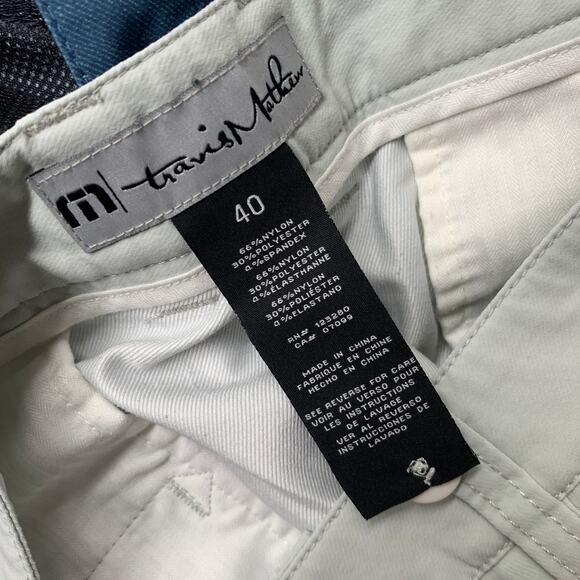 m | travisMathew
40
66%NYLON
30%POLYESTER
4%SPANDEX
66%NYLON
30%POLYESTER
4%ÉLASTHANNE
66%NYLON
30%POLIÉSTER
4%ELASTANO
RN# 123280
CA# 07099
MADE IN CHINA
FABRIQUÉ EN CHINE
HECHO EN CHINA
SEE REVERSE FOR CARE
VOIR AU VERSO POUR
LES INSTRUCTIONS
DE LAVAGE
VER AL REVERSO
INSTRUCCIONES DE
LAVADO